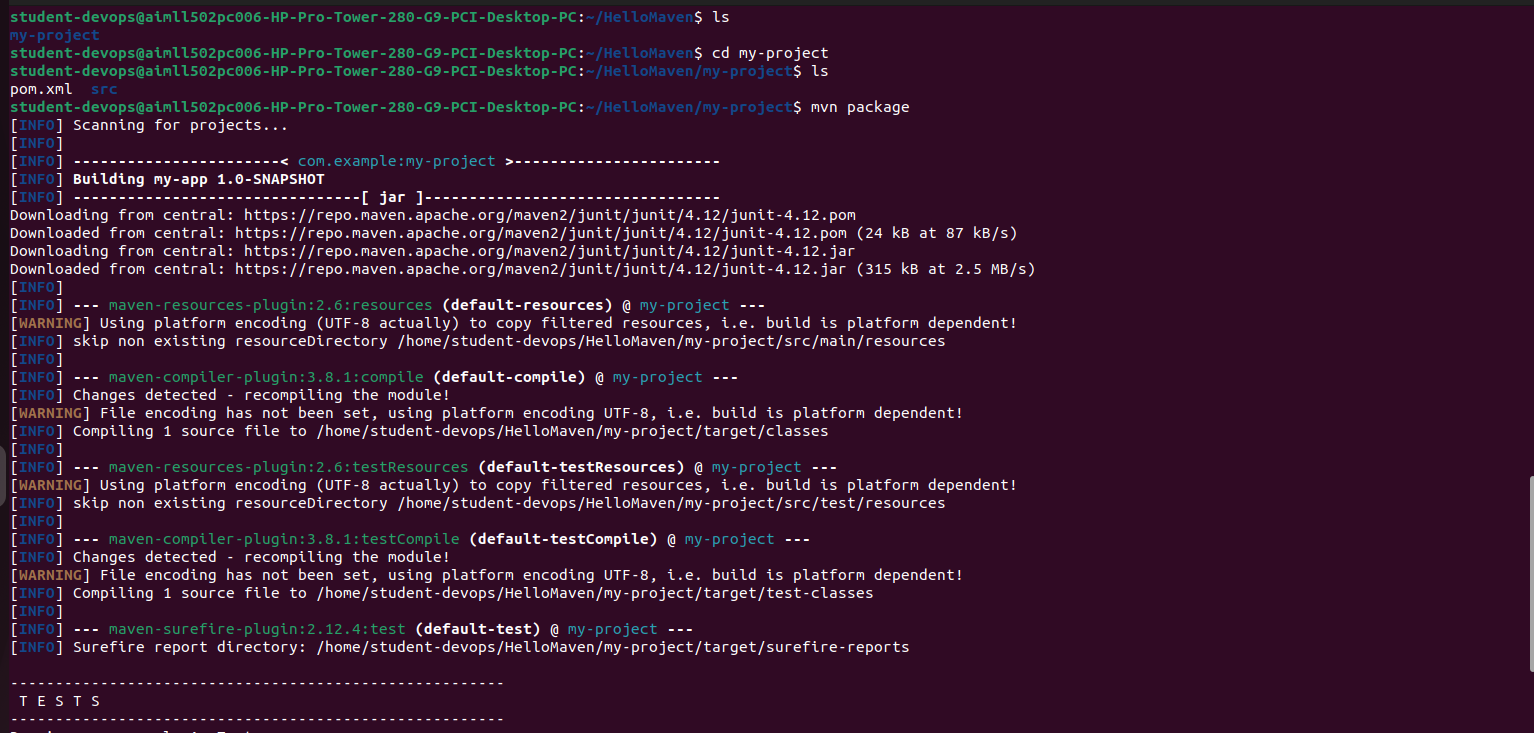 student-devops@aimll502pc006-HP-Pro-Tower-280-G9-PCI-Desktop-PC:~/HelloMaven$ ls
my-project
student-devops@aimll502pc006-HP-Pro-Tower-280-G9-PCI-Desktop-PC:~/HelloMaven$ cd my-project
student-devops@aimll502pc006-HP-Pro-Tower-280-G9-PCI-Desktop-PC:~/HelloMaven/my-project$ ls
pom.xml  src
student-devops@aimll502pc006-HP-Pro-Tower-280-G9-PCI-Desktop-PC:~/HelloMaven/my-project$ mvn package
[INFO] Scanning for projects...
[INFO]
[INFO] -----------------------< com.example:my-project >-----------------------
[INFO] Building my-app 1.0-SNAPSHOT
[INFO] --------------------------------[ jar ]---------------------------------
Downloading from central: https://repo.maven.apache.org/maven2/junit/junit/4.12/junit-4.12.pom
Downloaded from central: https://repo.maven.apache.org/maven2/junit/junit/4.12/junit-4.12.pom (24 kB at 87 kB/s)
Downloading from central: https://repo.maven.apache.org/maven2/junit/junit/4.12/junit-4.12.jar
Downloaded from central: https://repo.maven.apache.org/maven2/junit/junit/4.12/junit-4.12.jar (315 kB at 2.5 MB/s)
[INFO]
[INFO] --- maven-resources-plugin:2.6:resources (default-resources) @ my-project ---
[WARNING] Using platform encoding (UTF-8 actually) to copy filtered resources, i.e. build is platform dependent!
[INFO] skip non existing resourceDirectory /home/student-devops/HelloMaven/my-project/src/main/resources
[INFO]
[INFO] --- maven-compiler-plugin:3.8.1:compile (default-compile) @ my-project ---
[INFO] Changes detected - recompiling the module!
[WARNING] File encoding has not been set, using platform encoding UTF-8, i.e. build is platform dependent!
[INFO] Compiling 1 source file to /home/student-devops/HelloMaven/my-project/target/classes
[INFO]
[INFO] --- maven-resources-plugin:2.6:testResources (default-testResources) @ my-project ---
[WARNING] Using platform encoding (UTF-8 actually) to copy filtered resources, i.e. build is platform dependent!
[INFO] skip non existing resourceDirectory /home/student-devops/HelloMaven/my-project/src/test/resources
[INFO]
[INFO] --- maven-compiler-plugin:3.8.1:testCompile (default-testCompile) @ my-project ---
[INFO] Changes detected - recompiling the module!
[WARNING] File encoding has not been set, using platform encoding UTF-8, i.e. build is platform dependent!
[INFO] Compiling 1 source file to /home/student-devops/HelloMaven/my-project/target/test-classes
[INFO]
[INFO] --- maven-surefire-plugin:2.12.4:test (default-test) @ my-project ---
[INFO] Surefire report directory: /home/student-devops/HelloMaven/my-project/target/surefire-reports

-------------------------------------------------------
 T E S T S
-------------------------------------------------------